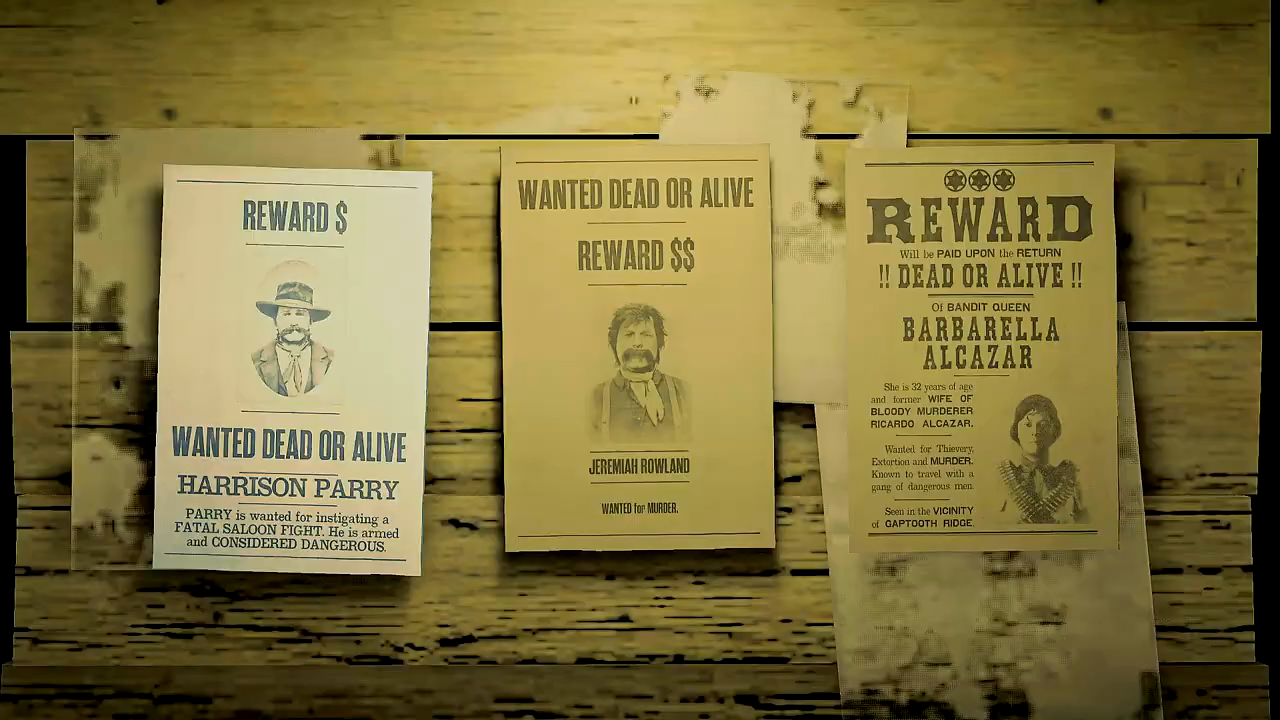 REWARD $
WANTED DEAD OR ALIVE
HARRISON PARRY
PARRY is wanted for instigating a
FATAL SALOON FIGHT. He is armed
and CONSIDERED DANGEROUS.
WANTED DEAD OR ALIVE
REWARD $$
JEREMIAH ROWLAND
WANTED for MURDER.
REWARD
Will be PAID UPON the RETURN
!! DEAD OR ALIVE !!
Of BANDIT QUEEN
BARBARELLA
ALCAZAR
She is 32 years of age
and former WIFE OF
BLOODY MURDERER
RICARDO ALCAZAR.
Wanted for Thievery,
Extortion and MURDER.
Known to travel with a
gang of dangerous men.
Seen in the VICINITY
of GAPTOOTH RIDGE.